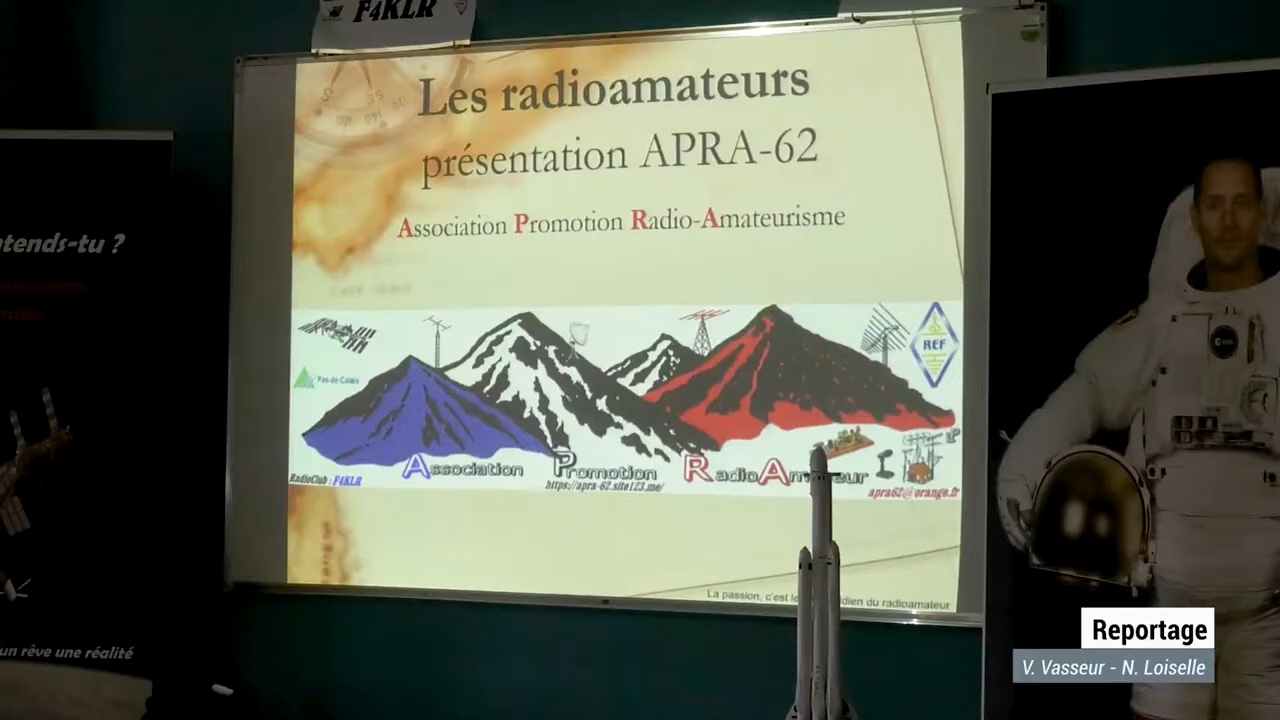 F4KLR
Les radioamateurs
présentation APRA-62
Association Promotion Radio-Amateurisme
tends-tu ?
REF
Pas-de-Calais
Association Promotion RadioAmateur
RadioClub : F4KLR
https://apra-62.site123.me/
apra62@orange.fr
La passion, c'est le dien du radioamateur
un rêve une réalité
Reportage
V. Vasseur - N. Loiselle